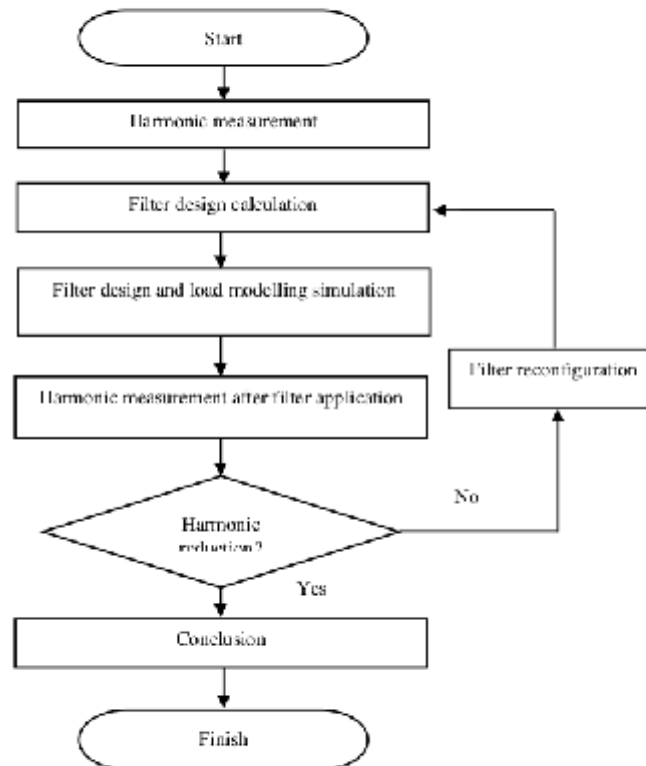 Start
Harmonic measurement
Filter design calculation
Filter design and load modelling simulation
Filter reconfiguration
Harmonic measurement after filter application
No
Harmonic
reduction?
Yes
Conclusion
Finish